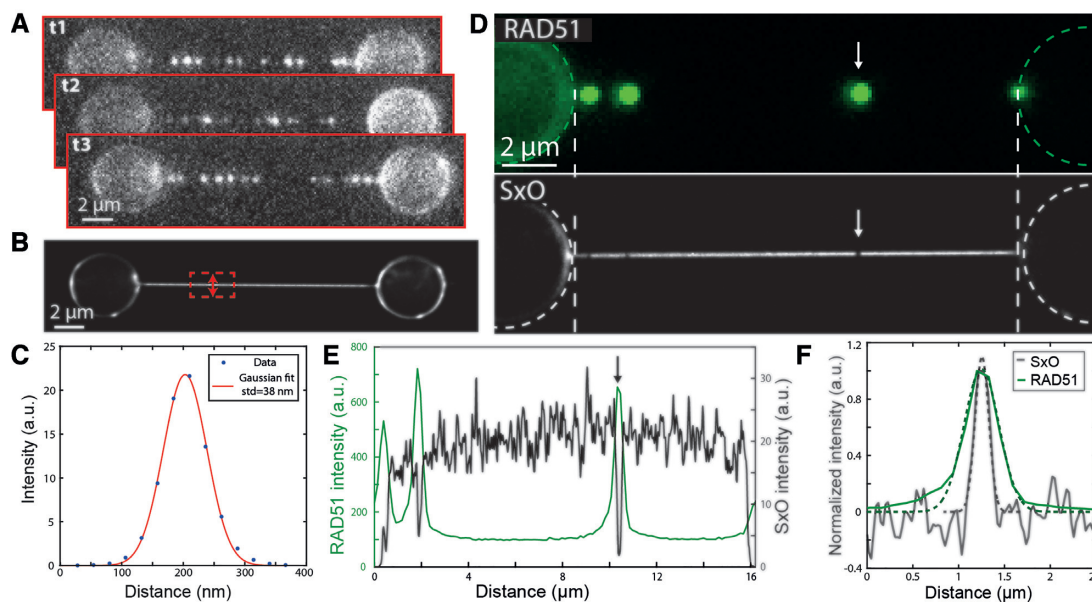 A
t1
t2
t3
2 μm
B
2 μm
C
25
20
15
10
5
0
Intensity (a.u.)
Data
Gaussian fit
std=38 nm
0
100
200
300
400
Distance (nm)
D
RAD51
2 μm
SxO
E
800
600
400
200
0
RAD51 intensity (a.u.)
30
20
10
0
SxO intensity (a.u.)
0
4
8
12
16
Distance (μm)
F
1.2
0.8
0.4
0
-0.4
Normalized intensity (a.u.)
SxO
RAD51
0
0.5
1.5
2.5
Distance (μm)